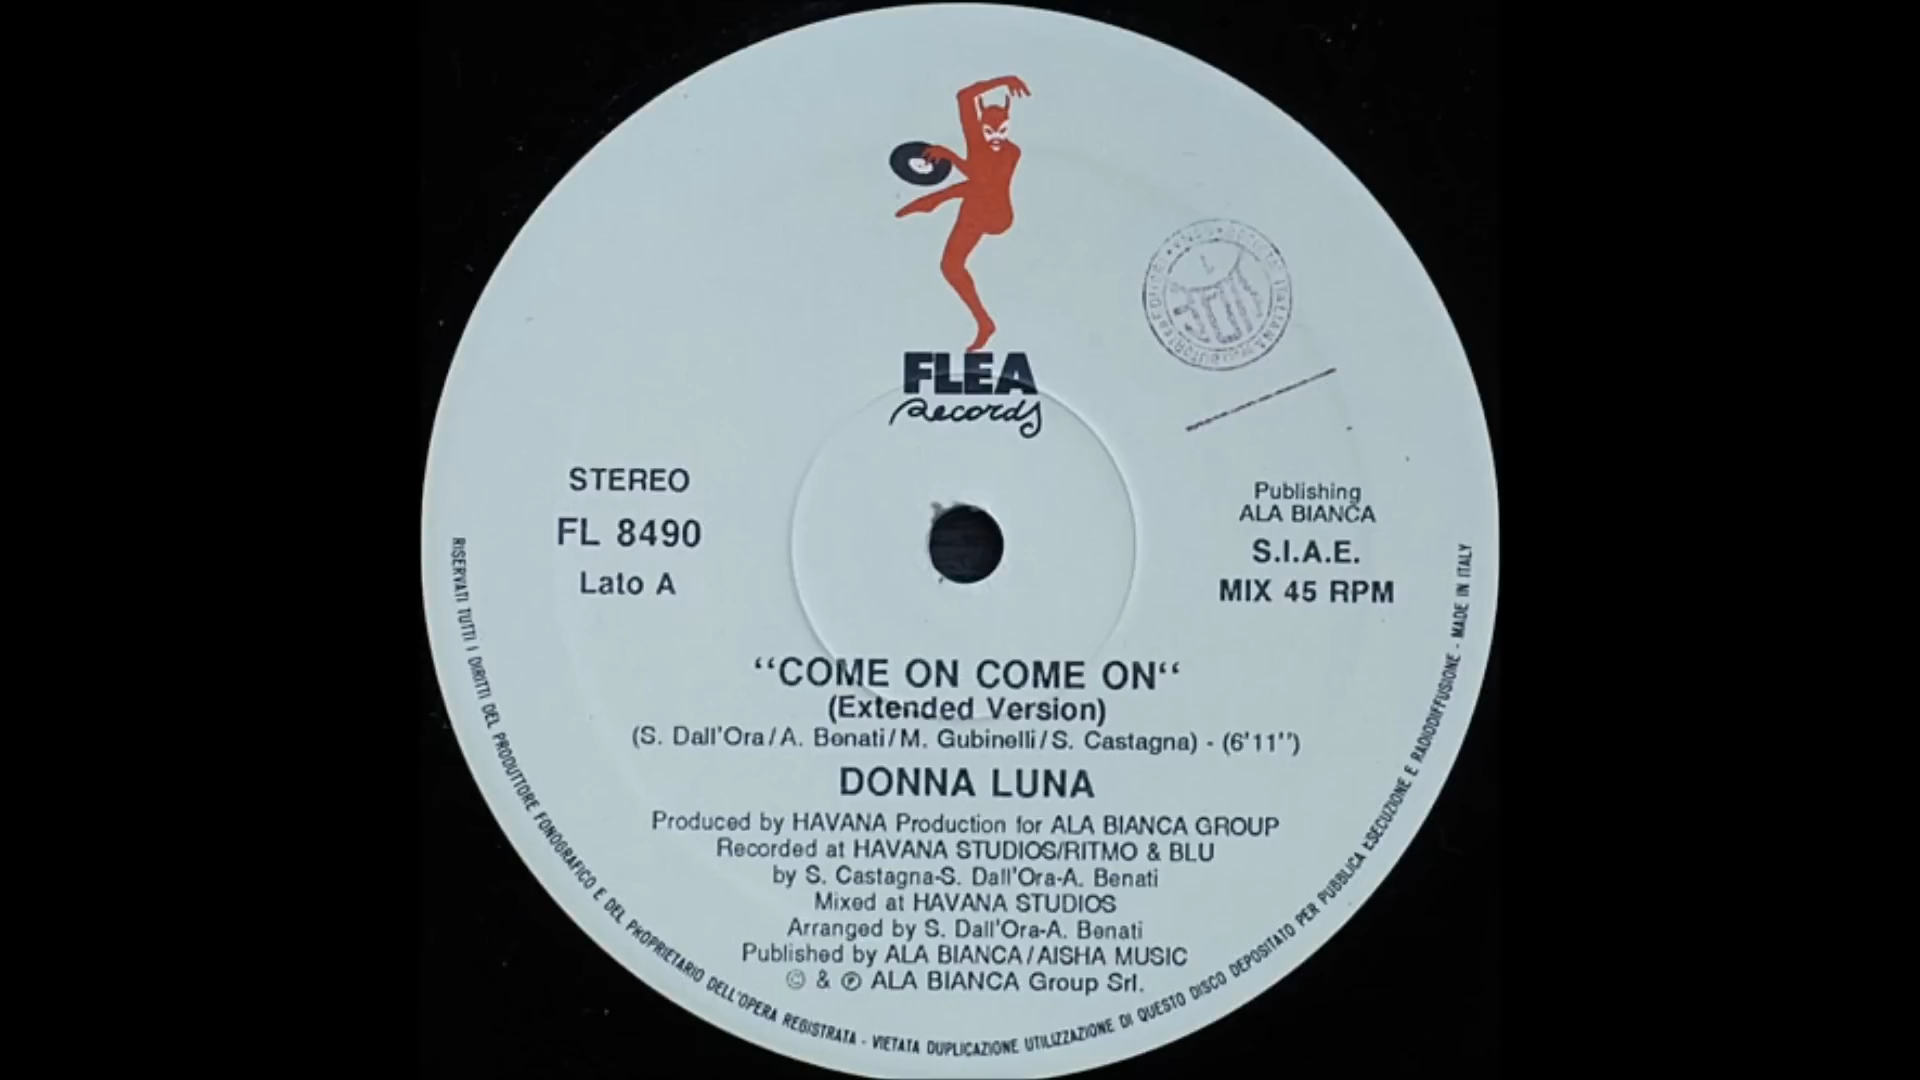 FLEA
Records
STEREO
FL 8490
Lato A
Publishing
ALA BIANCA
S.I.A.E.
MIX 45 RPM
“COME ON COME ON“
(Extended Version)
(S. Dall'Ora/A. Benati/M. Gubinelli/S. Castagna) - (6'11'')
DONNA LUNA
Produced by HAVANA Production for ALA BIANCA GROUP
Recorded at HAVANA STUDIOS/RITMO & BLU
by S. Castagna-S. Dall'Ora-A. Benati
Mixed at HAVANA STUDIOS
Arranged by S. Dall'Ora-A. Benati
Published by ALA BIANCA/AISHA MUSIC
© & ℗ ALA BIANCA Group Srl.
RISERVATI TUTTI I DIRITTI DEL PRODUTTORE FONOGRAFICO E DEL PROPRIETARIO DELL'OPERA REGISTRATA - VIETATA DUPLICAZIONE UTILIZZAZIONE DI QUESTO DISCO DEPOSITATO PER PUBBLICA ESECUZIONE E RADIODIFFUSIONE - MADE IN ITALY